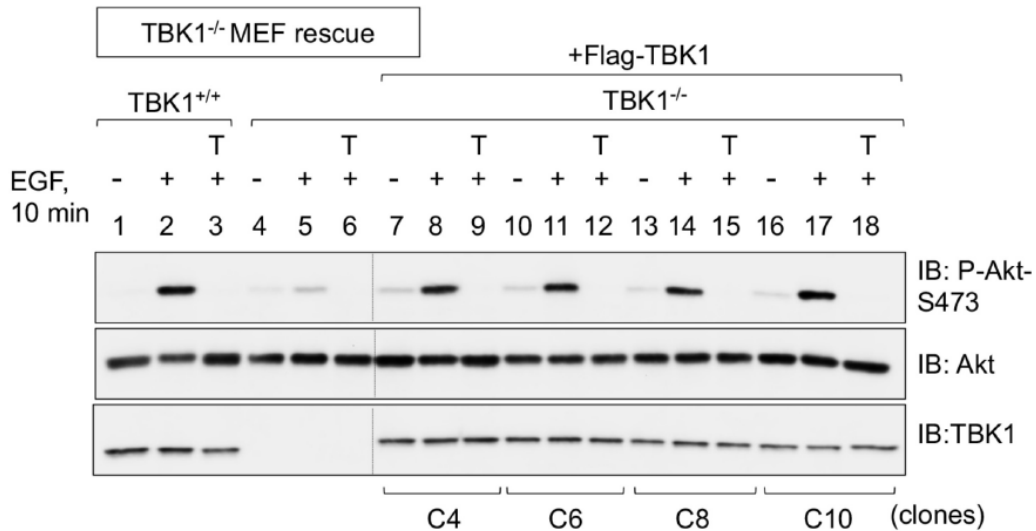 TBK1-/- MEF rescue
+Flag-TBK1
TBK1+/+ TBK1-/-
T T T T T T
EGF, 10 min - + + - + + - + + - + + - + + - + +
1 2 3 4 5 6 7 8 9 10 11 12 13 14 15 16 17 18
IB: P-Akt-
S473
IB: Akt
IB:TBK1
C4 C6 C8 C10 (clones)